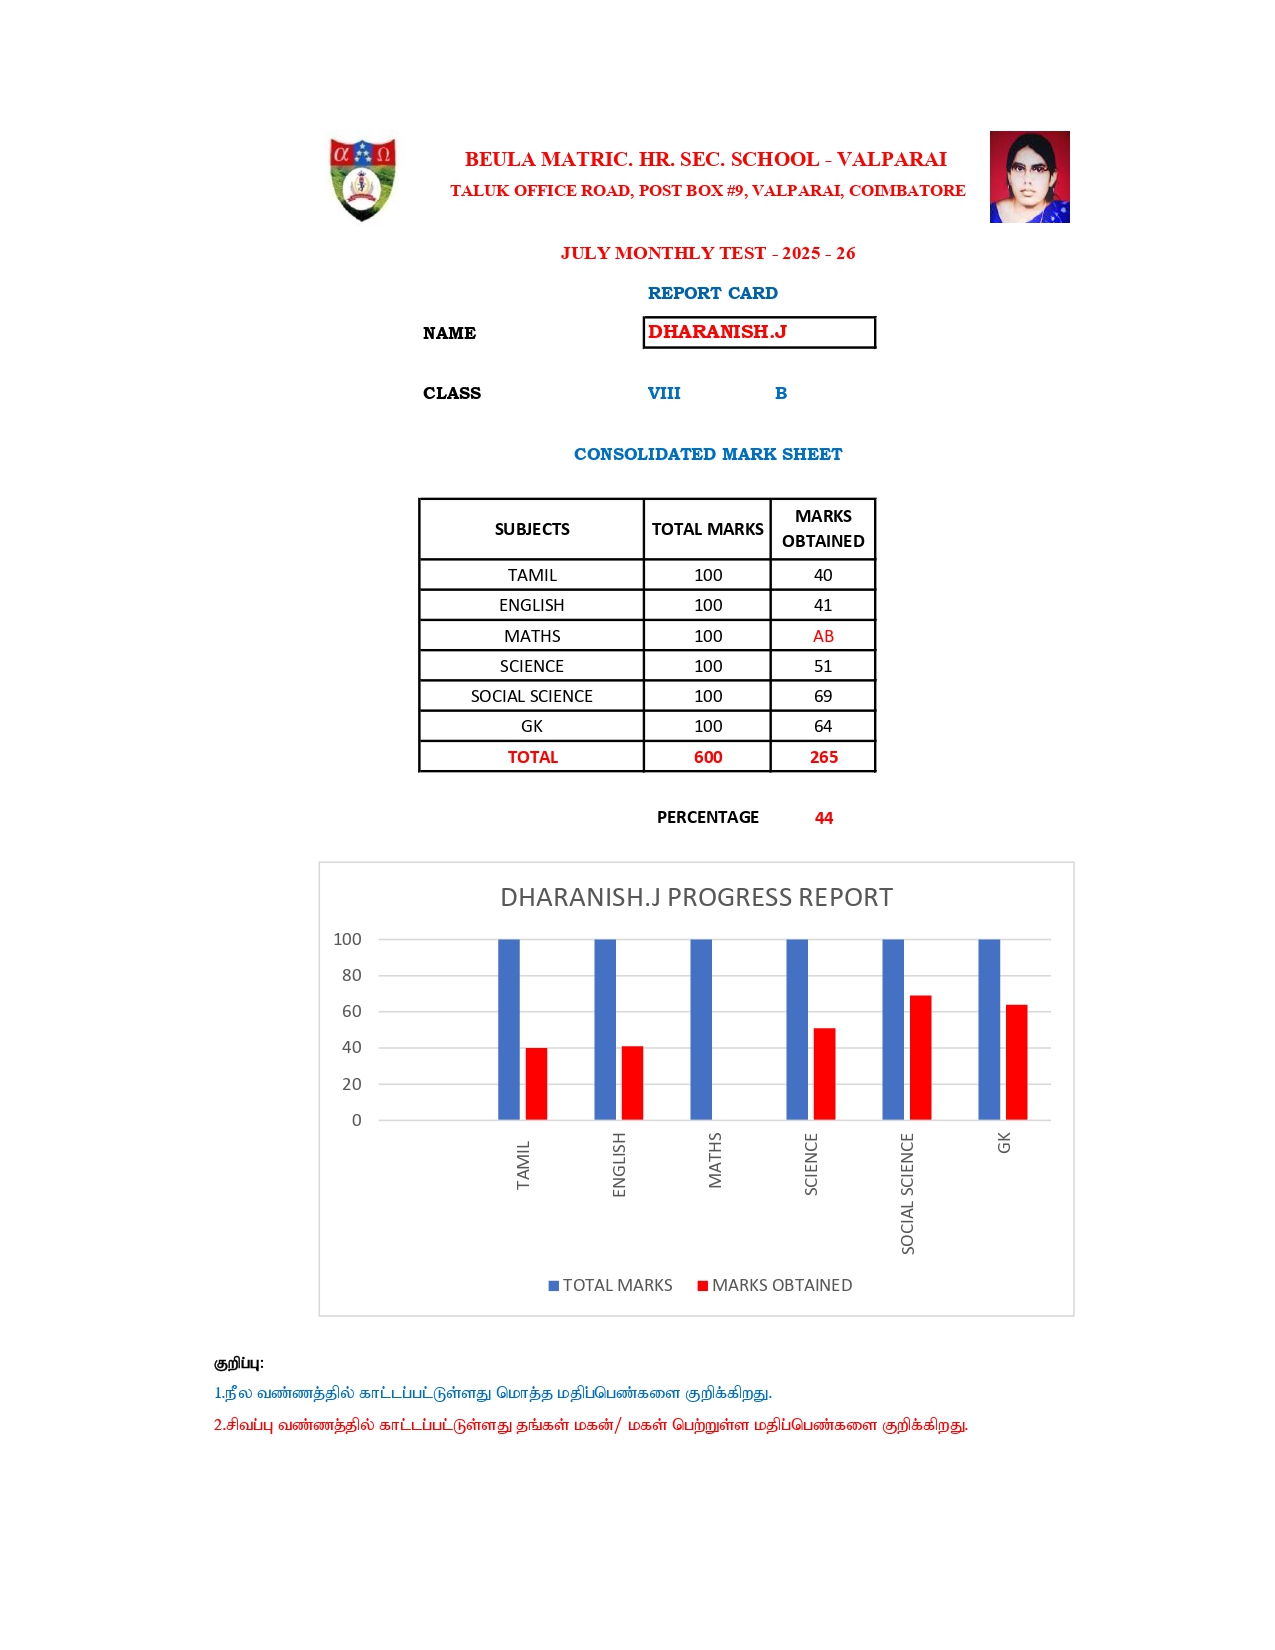 α Ω
BEULA MATRIC. HR. SEC. SCHOOL - VALPARAI
TALUK OFFICE ROAD, POST BOX #9, VALPARAI, COIMBATORE
JULY MONTHLY TEST - 2025 - 26
REPORT CARD
NAME DHARANISH.J
CLASS VIII B
CONSOLIDATED MARK SHEET
SUBJECTS TOTAL MARKS MARKS OBTAINED
TAMIL 100 40
ENGLISH 100 41
MATHS 100 AB
SCIENCE 100 51
SOCIAL SCIENCE 100 69
GK 100 64
TOTAL 600 265
PERCENTAGE 44
DHARANISH.J PROGRESS REPORT
100
80
60
40
20
0
TAMIL ENGLISH MATHS SCIENCE SOCIAL SCIENCE GK
TOTAL MARKS MARKS OBTAINED
குறிப்பு:
1.நீல வண்ணத்தில் காட்டப்பட்டுள்ளது மொத்த மதிப்பெண்களை குறிக்கிறது.
2.சிவப்பு வண்ணத்தில் காட்டப்பட்டுள்ளது தங்கள் மகன்/ மகள் பெற்றுள்ள மதிப்பெண்களை குறிக்கிறது.